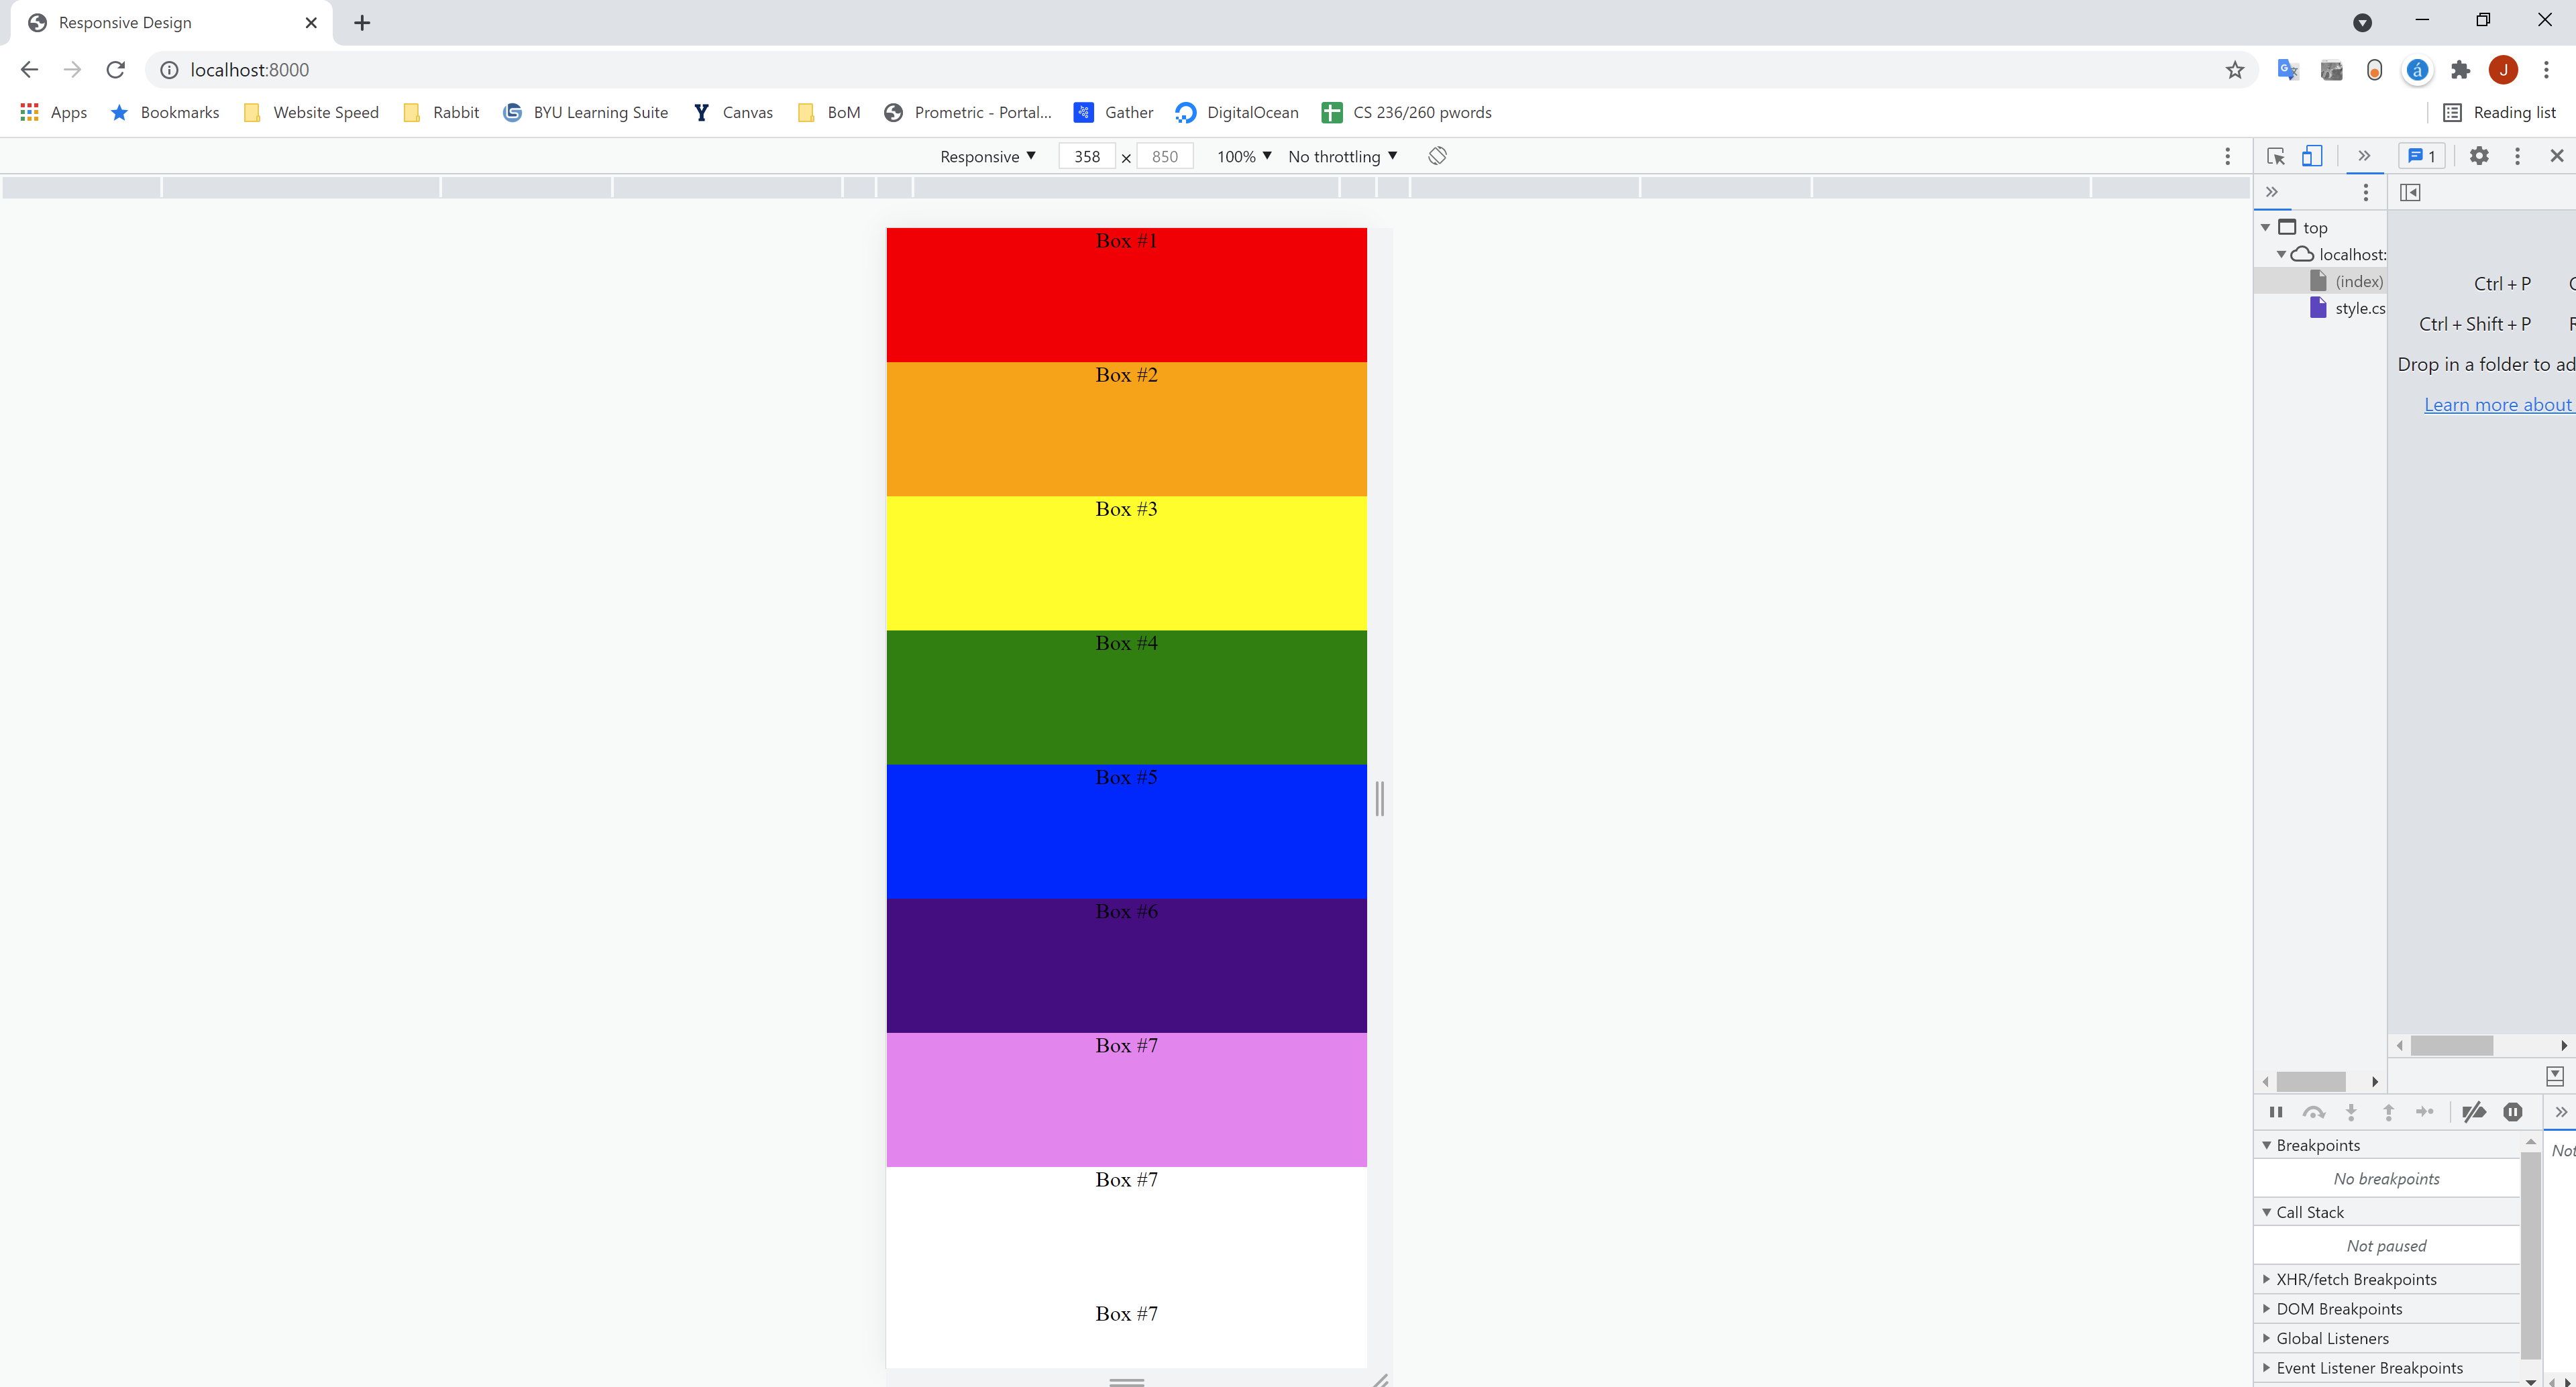 Responsive Design
localhost:8000
Apps Bookmarks Website Speed Rabbit BYU Learning Suite Canvas BoM Prometric - Portal... Gather DigitalOcean CS 236/260 pwords Reading list
Responsive 358 × 850 100% No throttling 1
top
localhost:
(index)
style.cs
Ctrl + P
Ctrl + Shift + P
Drop in a folder to ad
Learn more about
Box #1
Box #2
Box #3
Box #4
Box #5
Box #6
Box #7
Box #7
Box #7
Breakpoints
No breakpoints
Not
Call Stack
Not paused
XHR/fetch Breakpoints
DOM Breakpoints
Global Listeners
Event Listener Breakpoints